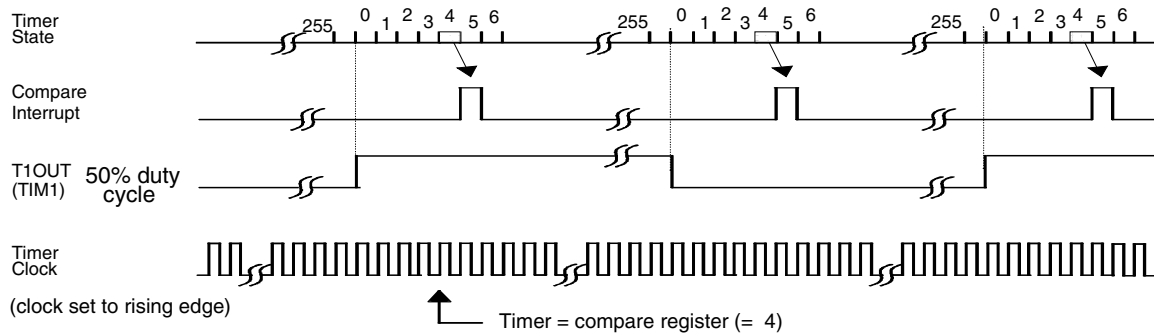 Timer
State
255 0 1 2 3 4 5 6
255 0 1 2 3 4 5 6
255 0 1 2 3 4 5 6
Compare
Interrupt
T1OUT
(TIM1)
50% duty
cycle
Timer
Clock
(clock set to rising edge)
Timer = compare register (= 4)